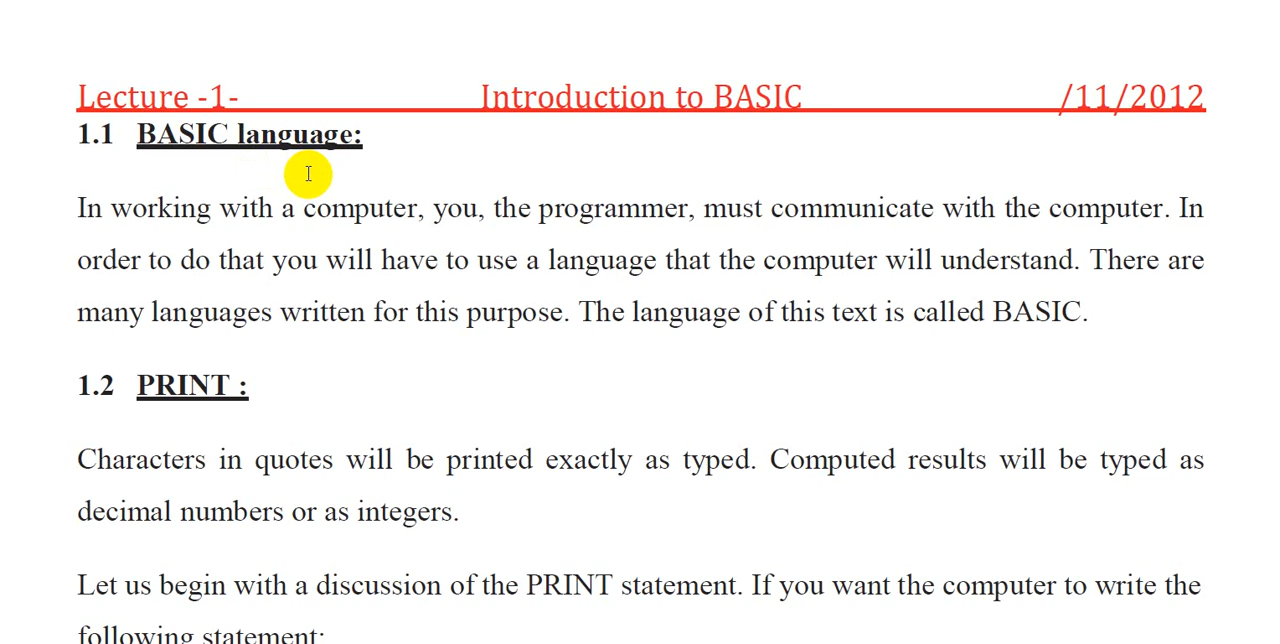 Lecture -1- Introduction to BASIC /11/2012
1.1 BASIC language:
In working with a computer, you, the programmer, must communicate with the computer. In
order to do that you will have to use a language that the computer will understand. There are
many languages written for this purpose. The language of this text is called BASIC.
1.2 PRINT :
Characters in quotes will be printed exactly as typed. Computed results will be typed as
decimal numbers or as integers.
Let us begin with a discussion of the PRINT statement. If you want the computer to write the
following statement: